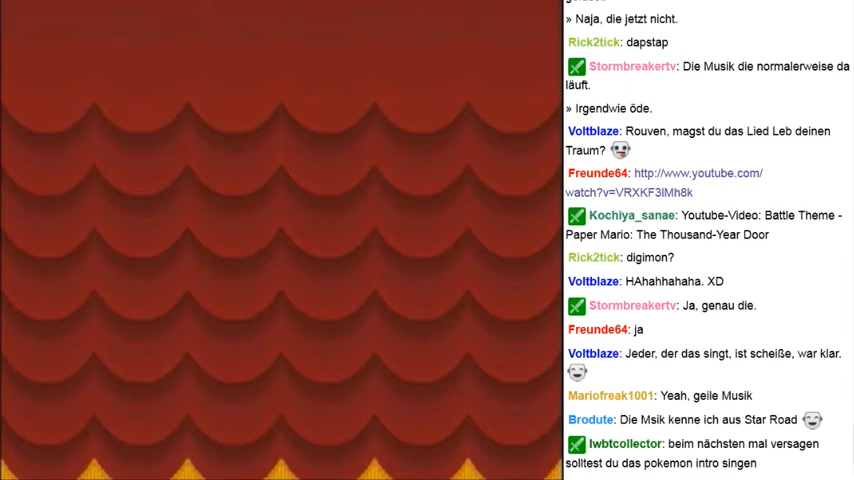 » Naja, die jetzt nicht.
Rick2tick: dapstap
Stormbreakertv: Die Musik die normalerweise da
läuft.
» Irgendwie öde.
Voltblaze: Rouven, magst du das Lied Leb deinen
Traum?
Freunde64: http://www.youtube.com/
watch?v=VRXKF3lMh8k
Kochiya_sanae: Youtube-Video: Battle Theme -
Paper Mario: The Thousand-Year Door
Rick2tick: digimon?
Voltblaze: HAhahhahaha. XD
Stormbreakertv: Ja, genau die.
Freunde64: ja
Voltblaze: Jeder, der das singt, ist scheiße, war klar.
Mariofreak1001: Yeah, geile Musik
Brodute: Die Msik kenne ich aus Star Road
lwbtcollector: beim nächsten mal versagen
solltest du das pokemon intro singen